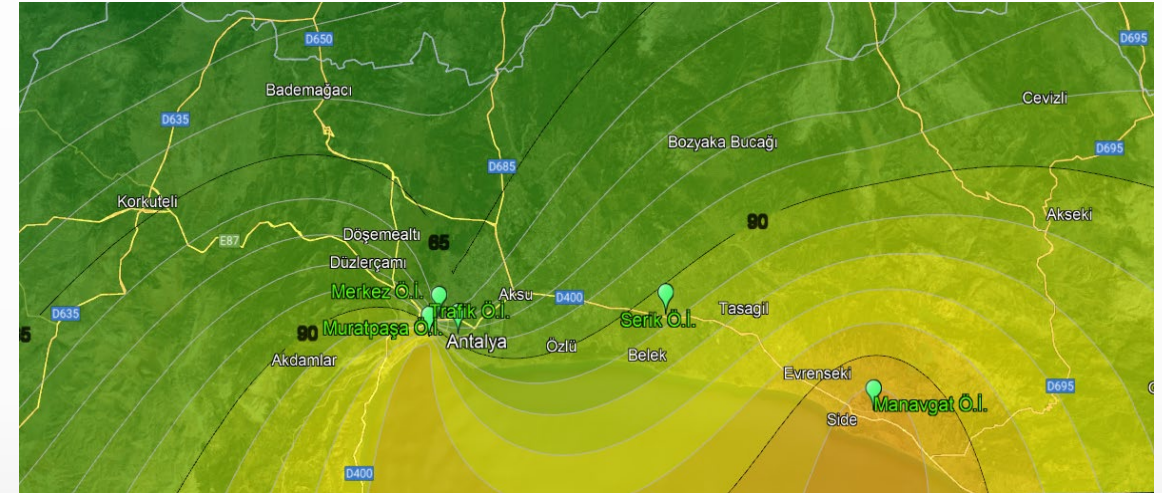 D650
D695
Bademağacı
Cevizli
D635
Bozyaka Bucağı
D695
D685
Korkuteli
Akseki
90
Döşemealtı
65
E87
Düzlerçamı
Merkez Ö.İ.
Aksu
D400
Tasagil
D635
Trafik Ö.İ.
Serik Ö.İ.
Muratpaşa Ö.İ.
90
Antalya
Özlü
Belek
Akdamlar
Evrenseki
D695
Manavgat Ö.İ.
Side
D400